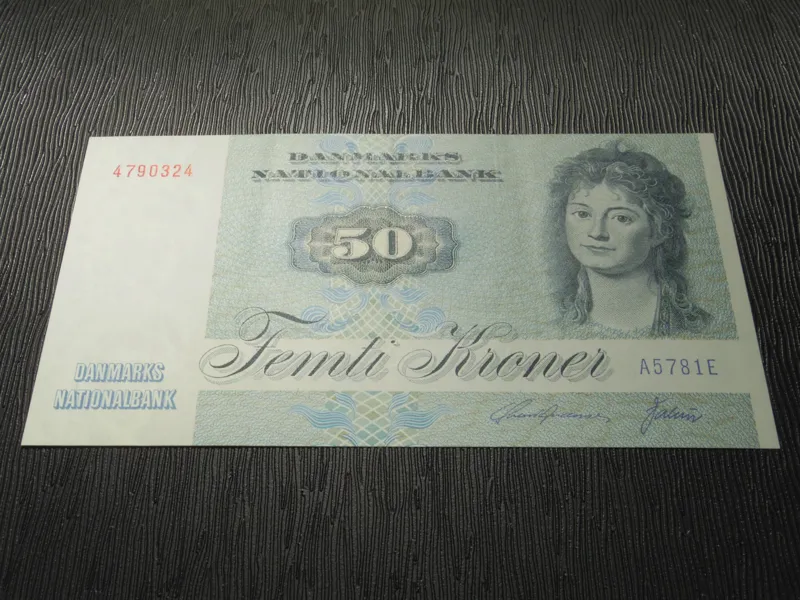 4790324
DANMARKS
NATIONALBANK
50
Femti Kroner
A5781E
DANMARKS
NATIONALBANK